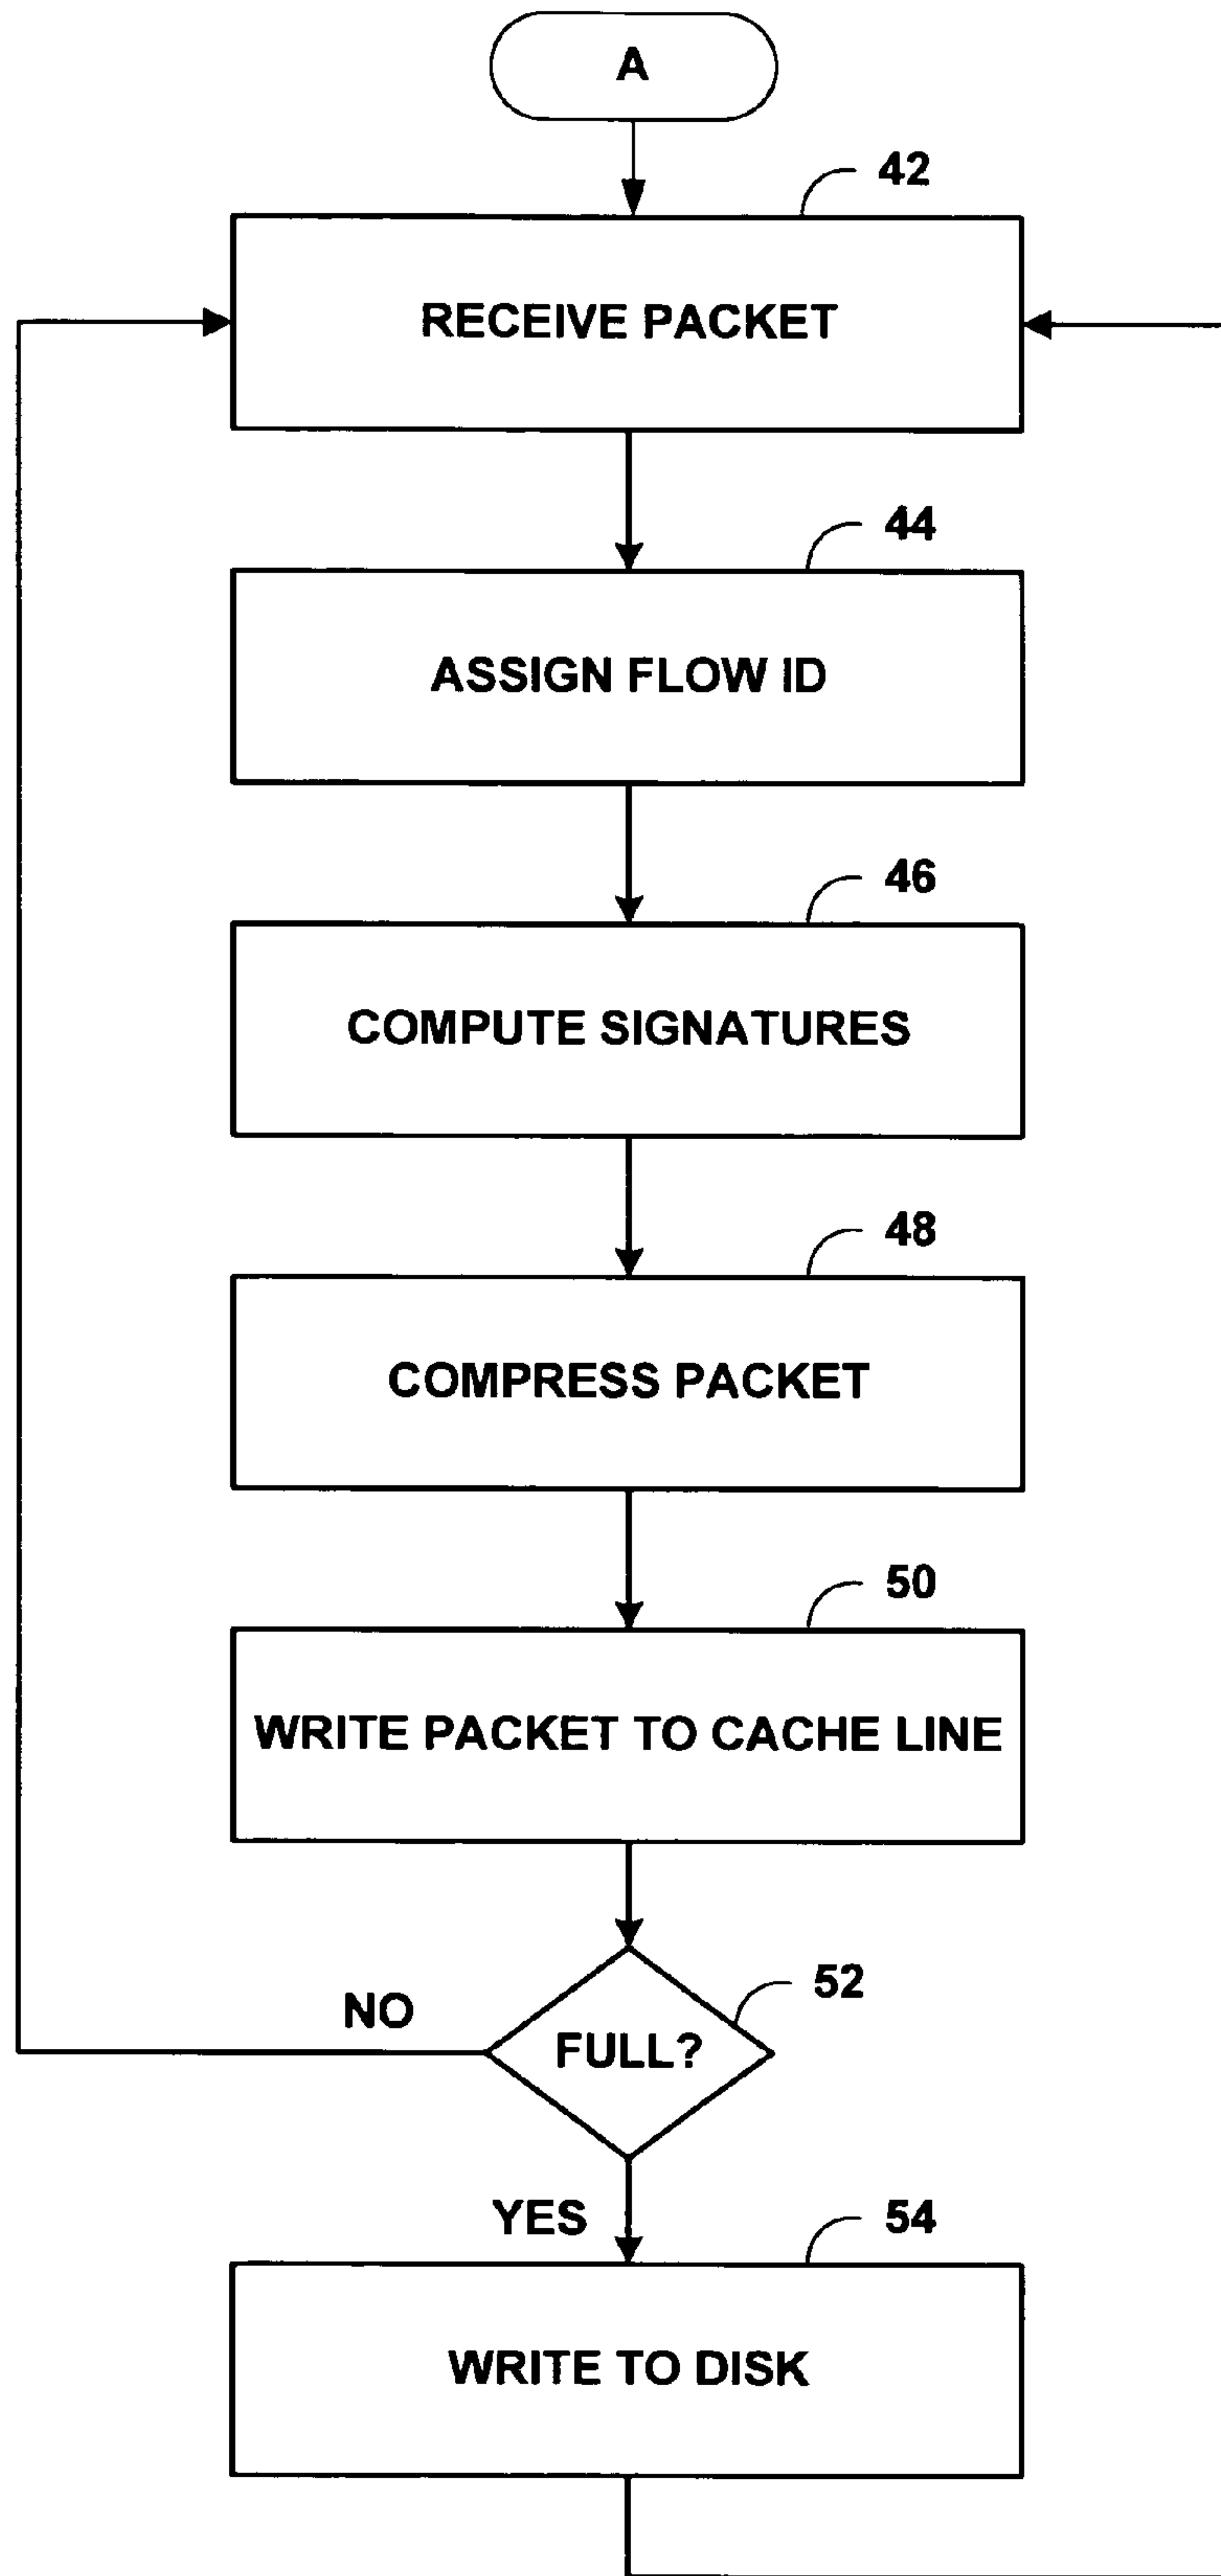 A
42
RECEIVE PACKET
44
ASSIGN FLOW ID
46
COMPUTE SIGNATURES
48
COMPRESS PACKET
50
WRITE PACKET TO CACHE LINE
52
NO
FULL?
YES
54
WRITE TO DISK